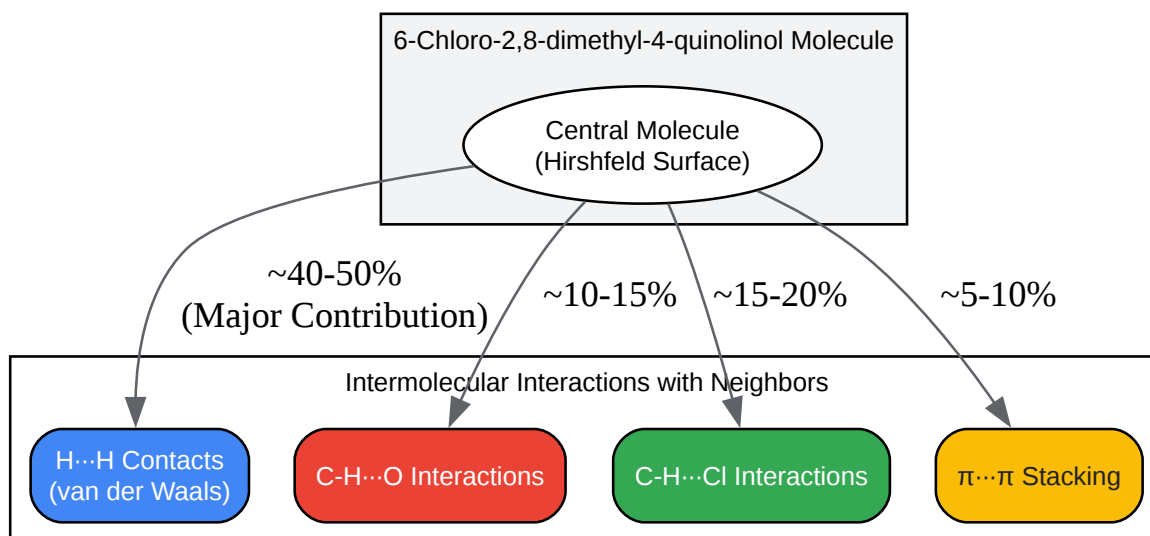 6-Chloro-2,8-dimethyl-4-quinolinol Molecule
Central Molecule
(Hirshfeld Surface)
~40-50%
(Major Contribution)
~10-15%
~15-20%
~5-10%
Intermolecular Interactions with Neighbors
H···H Contacts
(van der Waals)
C-H···O Interactions
C-H···Cl Interactions
π···π Stacking